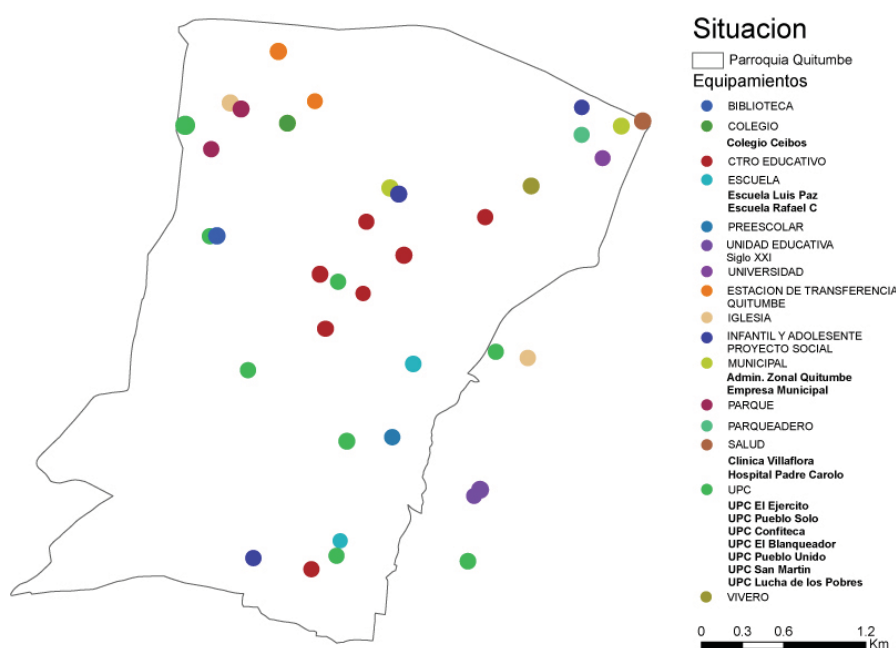 Situacion
Parroquia Quitumbe
Equipamientos
BIBLIOTECA
COLEGIO
Colegio Ceibos
CTRO EDUCATIVO
ESCUELA
Escuela Luis Paz
Escuela Rafael C
PREESCOLAR
UNIDAD EDUCATIVA
Siglo XXI
UNIVERSIDAD
ESTACION DE TRANSFERENCIA
QUITUMBE
IGLESIA
INFANTIL Y ADOLESENTE
PROYECTO SOCIAL
MUNICIPAL
Admin. Zonal Quitumbe
Empresa Municipal
PARQUE
PARQUEADERO
SALUD
Clinica Villaflora
Hospital Padre Carolo
UPC
UPC El Ejercito
UPC Pueblo Solo
UPC Confiteca
UPC El Blanqueador
UPC Pueblo Unido
UPC San Martin
UPC Lucha de los Pobres
VIVERO
0 0.3 0.6 1.2
Km